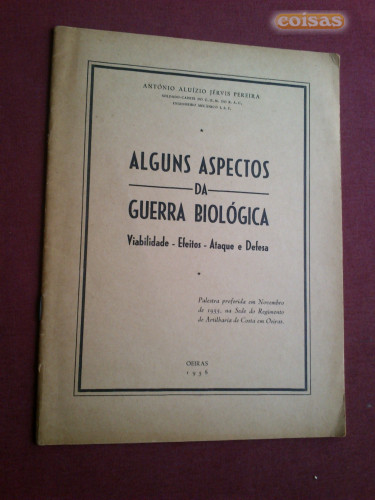 coisas
ANTÓNIO ALUÍZIO JÉRVIS PEREIRA
ALGUNS ASPECTOS
DA
GUERRA BIOLÓGICA
Viabilidade - Efeitos - Ataque e Defesa
Palestra proferida em Novembro
de 1955, na Sede do Regimento
de Artilharia de Costa em Oeiras.
OEIRAS
1956